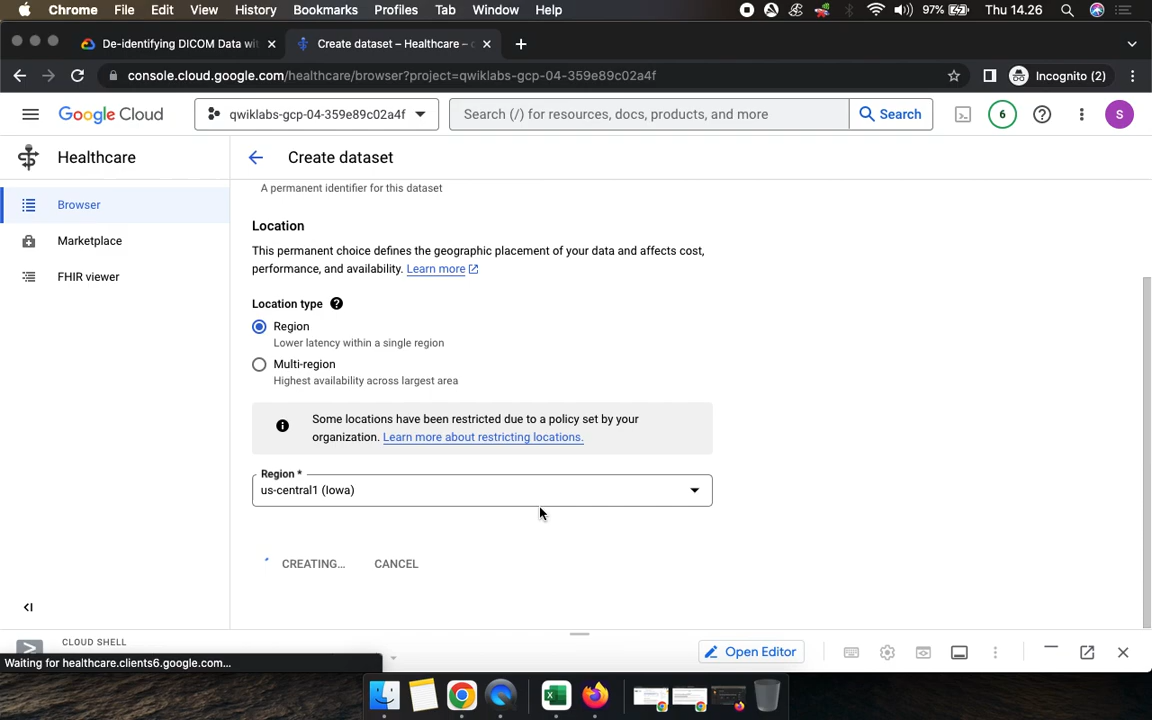 Chrome File Edit View History Bookmarks Profiles Tab Window Help 97% Thu 14.26
De-identifying DICOM Data wi Create dataset – Healthcare –
console.cloud.google.com/healthcare/browser?project=qwiklabs-gcp-04-359e89c02a4f Incognito (2)
Google Cloud qwiklabs-gcp-04-359e89c02a4f Search (/) for resources, docs, products, and more Search 6 S
Healthcare Create dataset
A permanent identifier for this dataset
Browser
Location
Marketplace
This permanent choice defines the geographic placement of your data and affects cost,
performance, and availability. Learn more
FHIR viewer
Location type
Region
Lower latency within a single region
Multi-region
Highest availability across largest area
Some locations have been restricted due to a policy set by your
organization. Learn more about restricting locations.
Region *
us-central1 (Iowa)
CREATING... CANCEL
CLOUD SHELL
Open Editor
Waiting for healthcare.clients6.google.com...